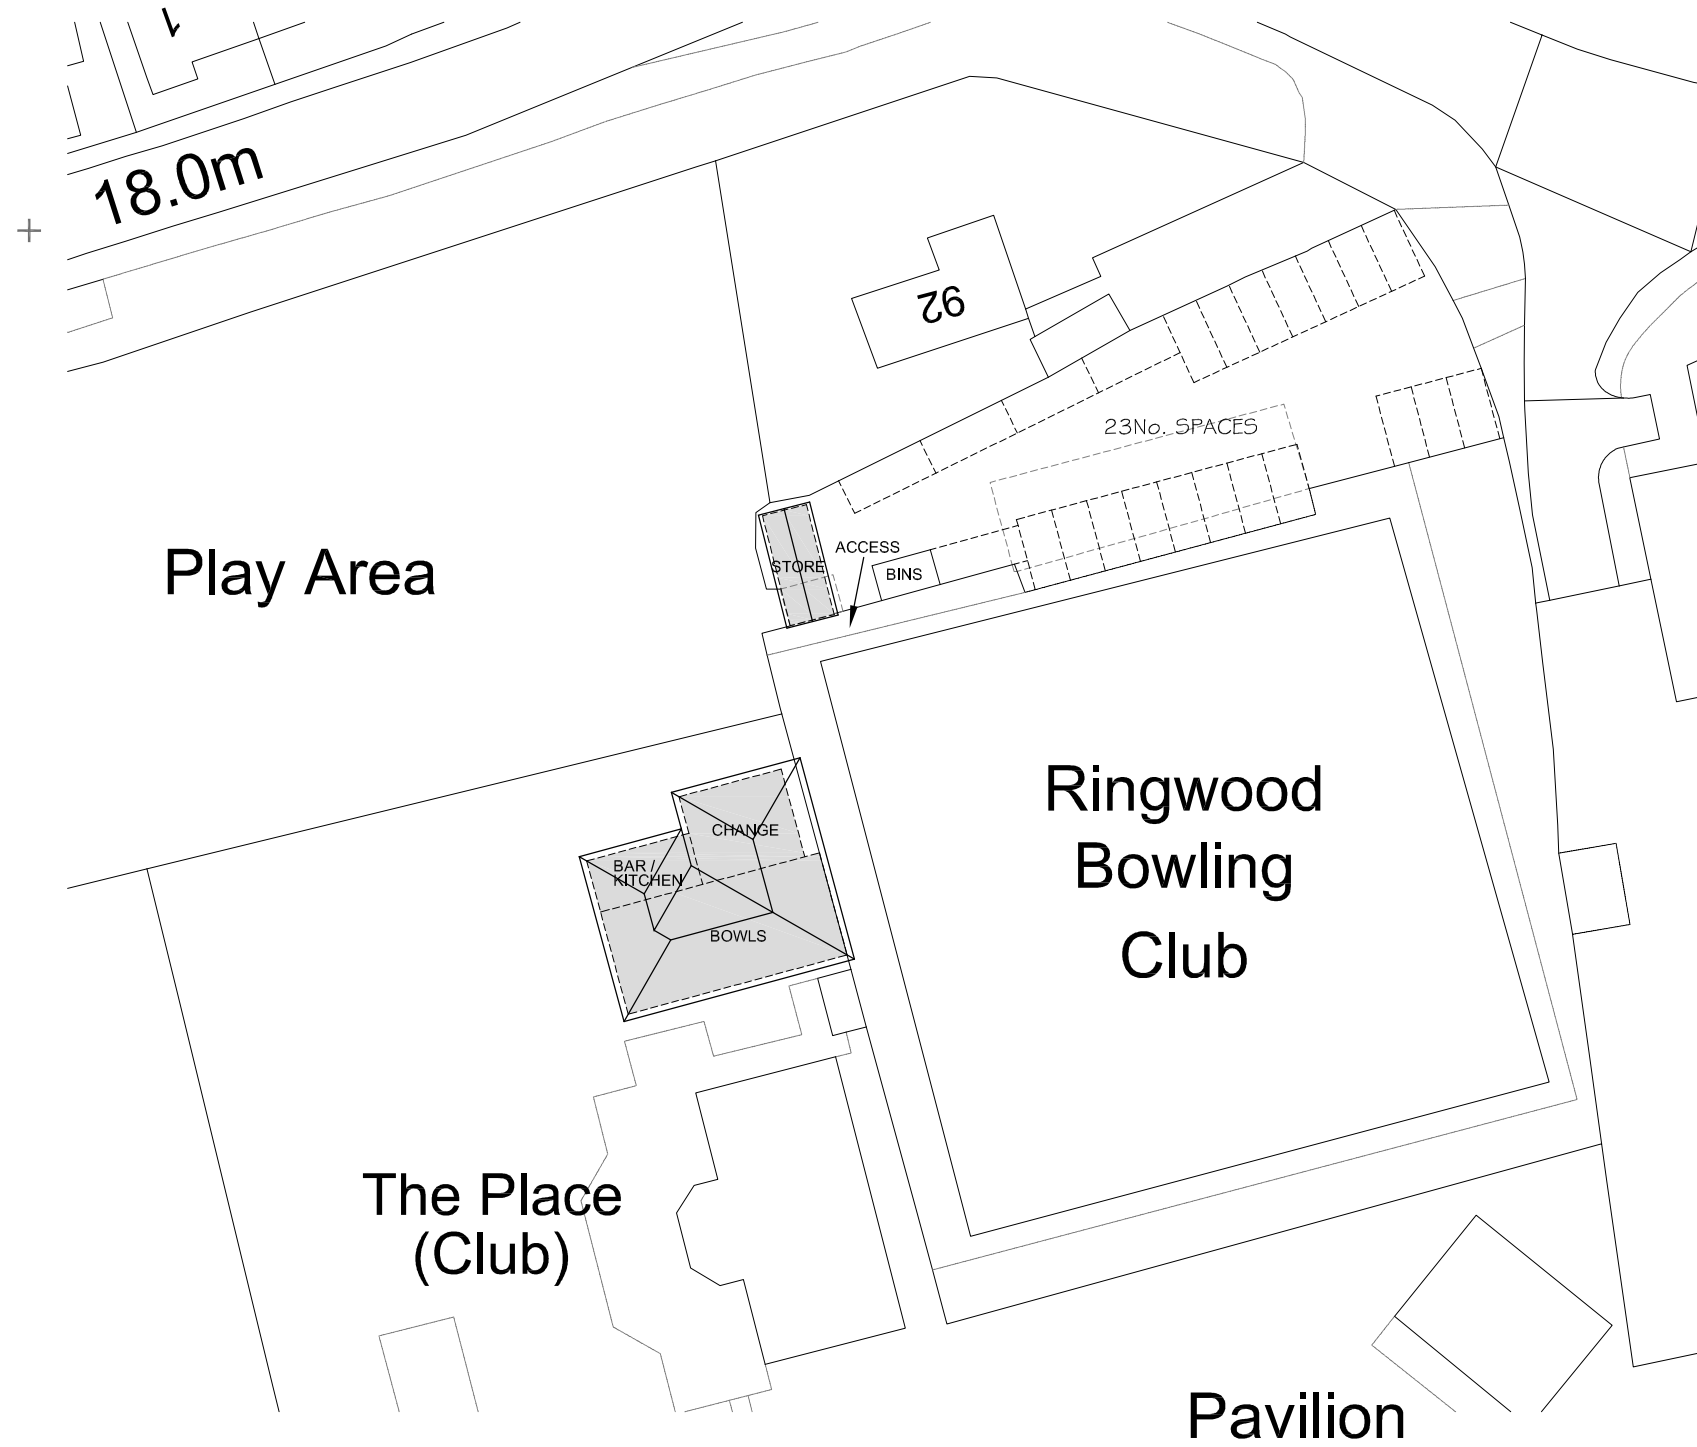 1
18.0m
92
23No. SPACES
Play Area
STORE
ACCESS
BINS
Ringwood
Bowling
Club
CHANGE
BAR /
KITCHEN
BOWLS
The Place
(Club)
Pavilion